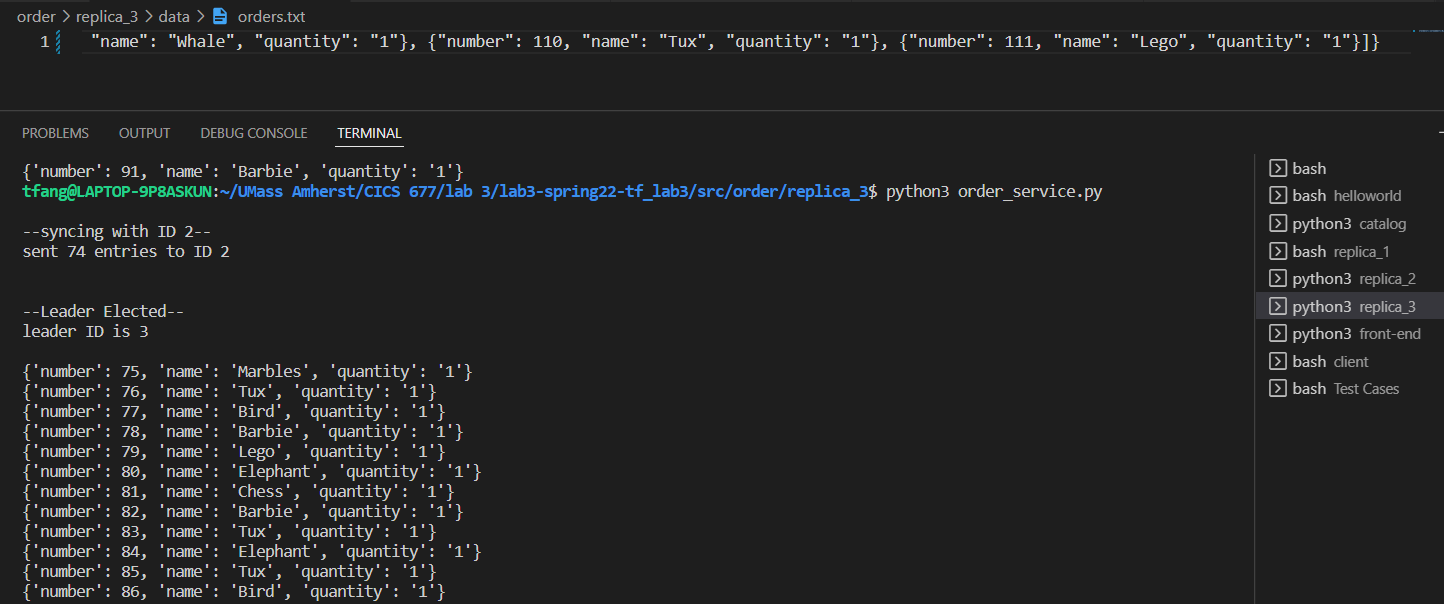 order > replica_3 > data > orders.txt
1 "name": "Whale", "quantity": "1"}, {"number": 110, "name": "Tux", "quantity": "1"}, {"number": 111, "name": "Lego", "quantity": "1"}]}
PROBLEMS OUTPUT DEBUG CONSOLE TERMINAL
{'number': 91, 'name': 'Barbie', 'quantity': '1'}
tfang@LAPTOP-9P8ASKUN:~/UMass Amherst/CICS 677/lab 3/lab3-spring22-tf_lab3/src/order/replica_3$ python3 order_service.py
--syncing with ID 2--
sent 74 entries to ID 2
--Leader Elected--
leader ID is 3
{'number': 75, 'name': 'Marbles', 'quantity': '1'}
{'number': 76, 'name': 'Tux', 'quantity': '1'}
{'number': 77, 'name': 'Bird', 'quantity': '1'}
{'number': 78, 'name': 'Barbie', 'quantity': '1'}
{'number': 79, 'name': 'Lego', 'quantity': '1'}
{'number': 80, 'name': 'Elephant', 'quantity': '1'}
{'number': 81, 'name': 'Chess', 'quantity': '1'}
{'number': 82, 'name': 'Barbie', 'quantity': '1'}
{'number': 83, 'name': 'Tux', 'quantity': '1'}
{'number': 84, 'name': 'Elephant', 'quantity': '1'}
{'number': 85, 'name': 'Tux', 'quantity': '1'}
{'number': 86, 'name': 'Bird', 'quantity': '1'}
bash
bash helloworld
python3 catalog
bash replica_1
python3 replica_2
python3 replica_3
python3 front-end
bash client
bash Test Cases